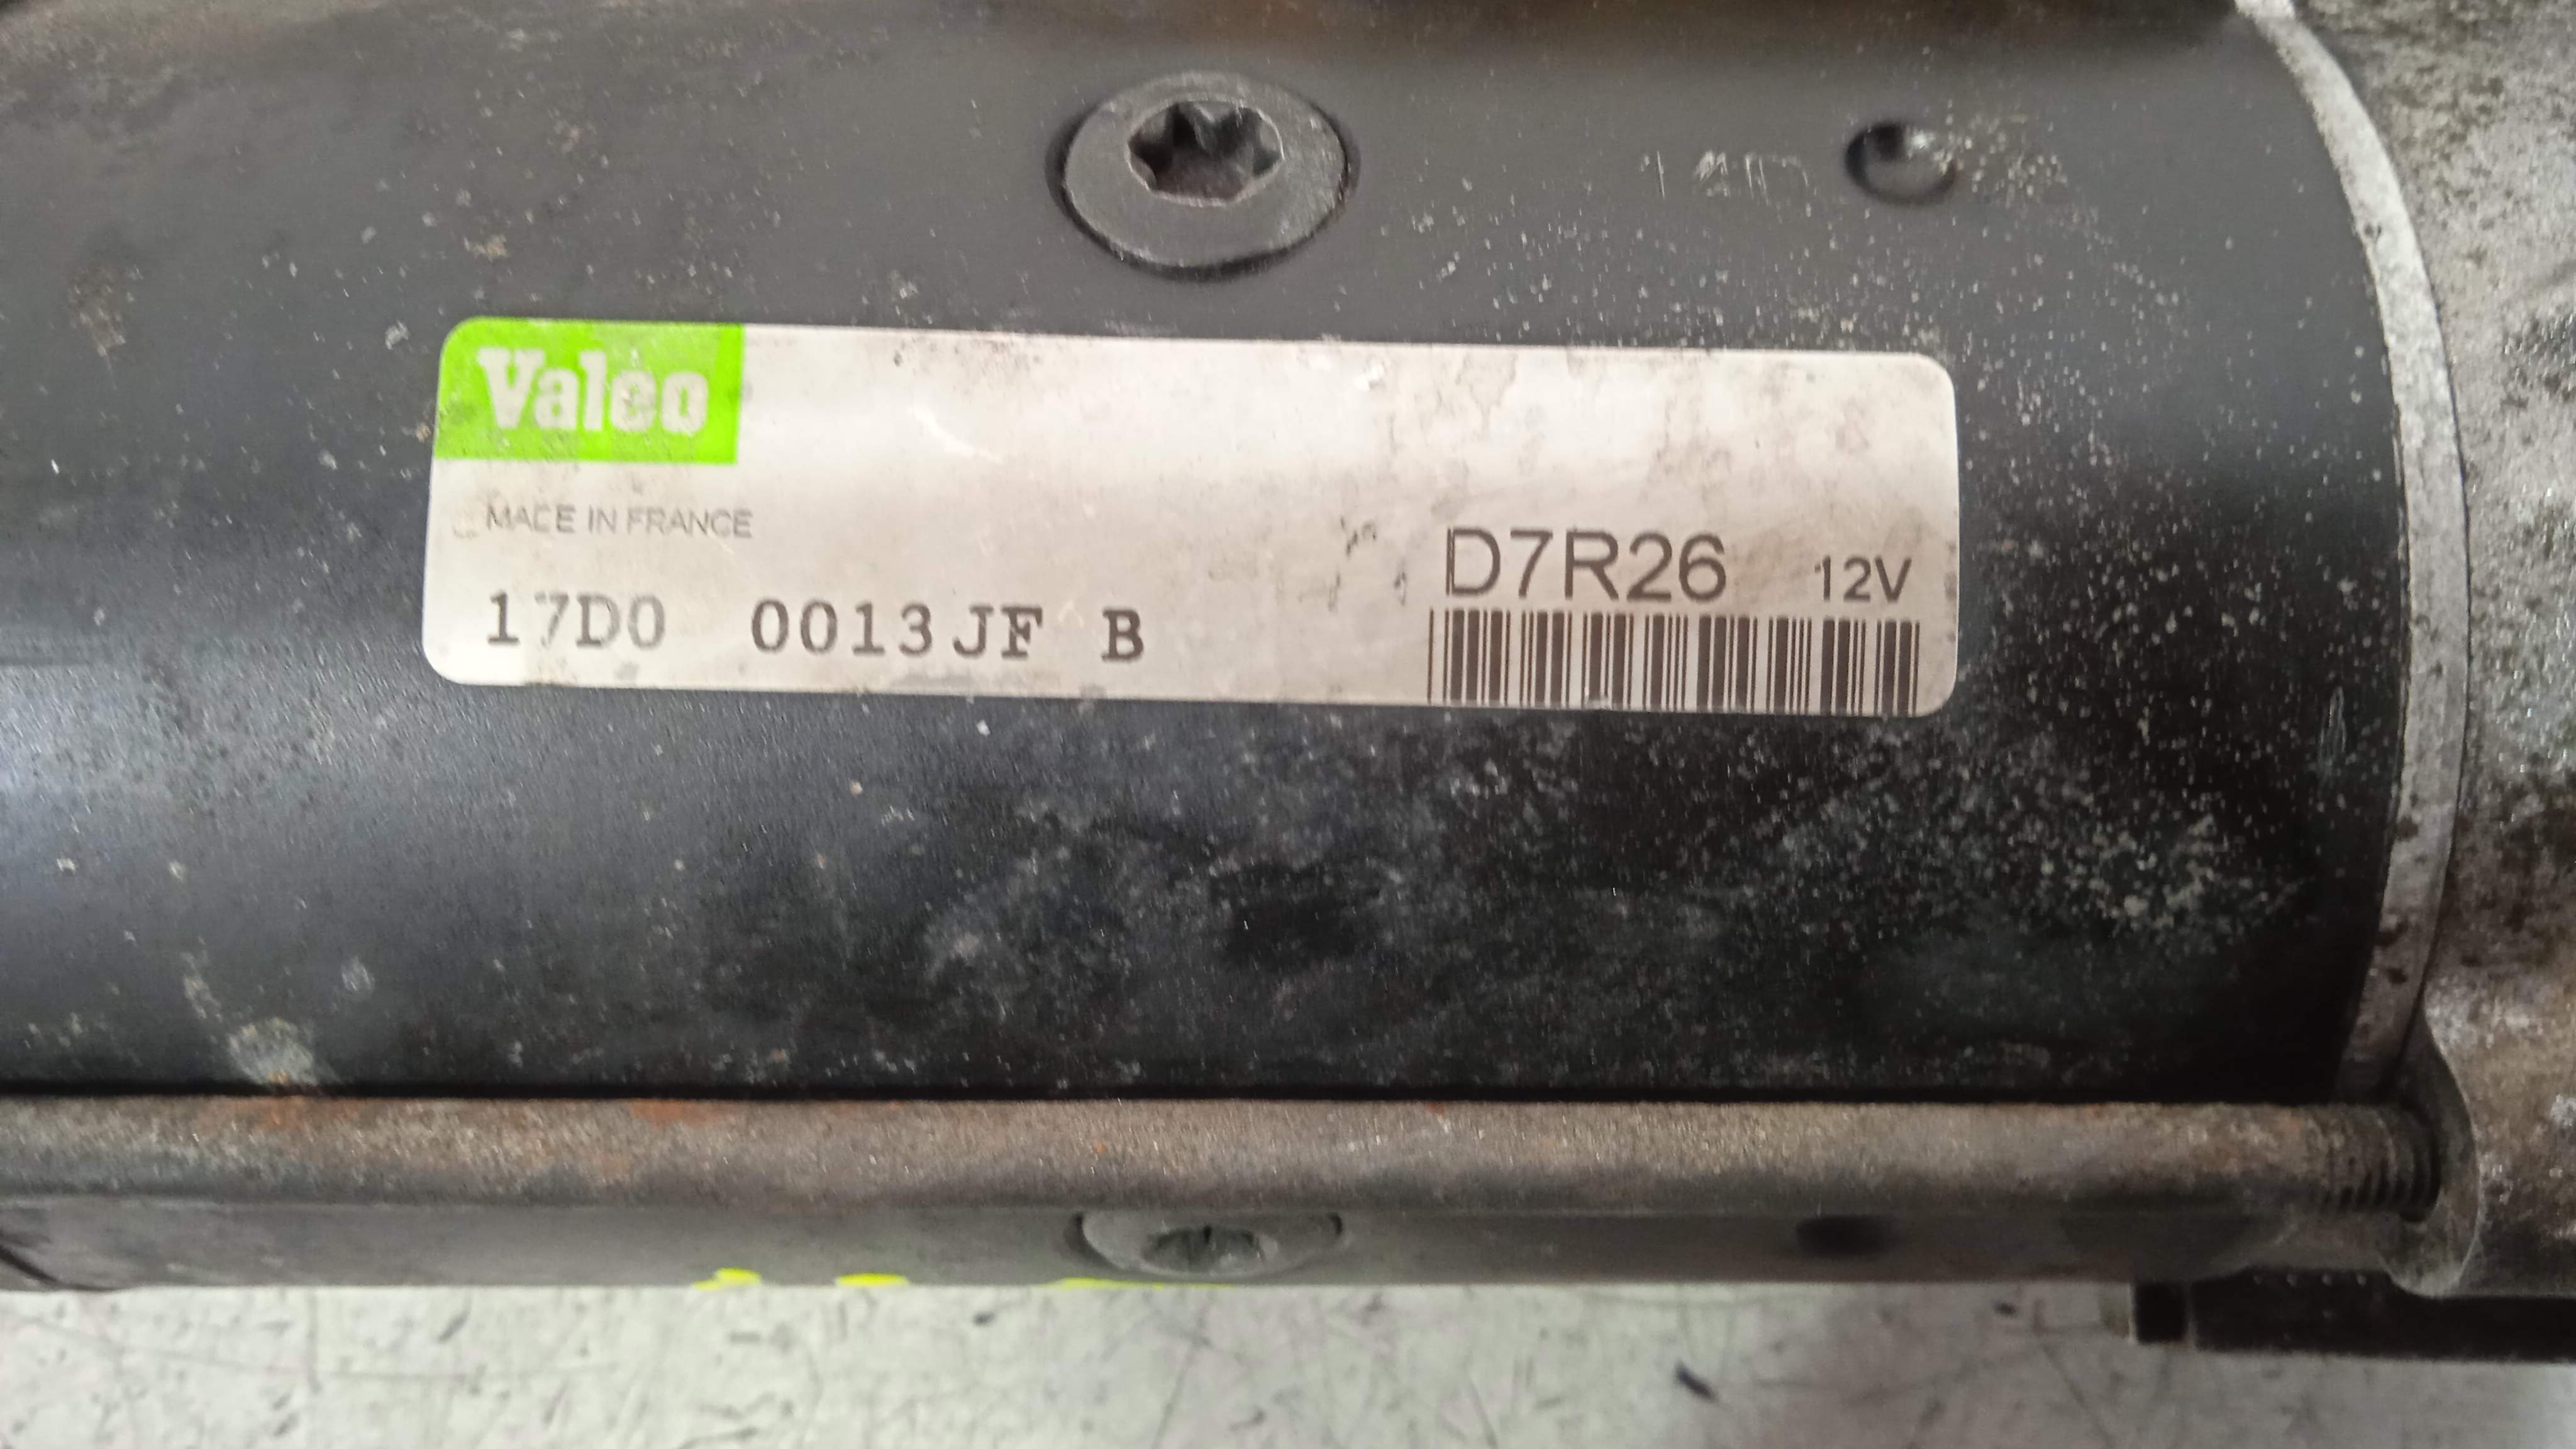 Valeo
MADE IN FRANCE
D7R26 12V
17D0 0013JF B